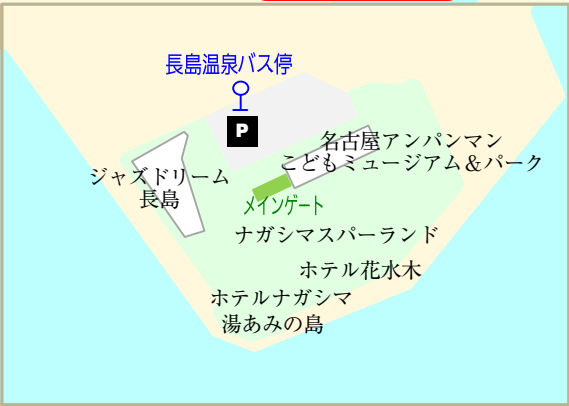 長島温泉バス停
P
名古屋アンパンマン
こどもミュージアム＆パーク
ジャズドリーム
長島
メインゲート
ナガシマスパーランド
ホテル花水木
ホテルナガシマ
湯あみの島